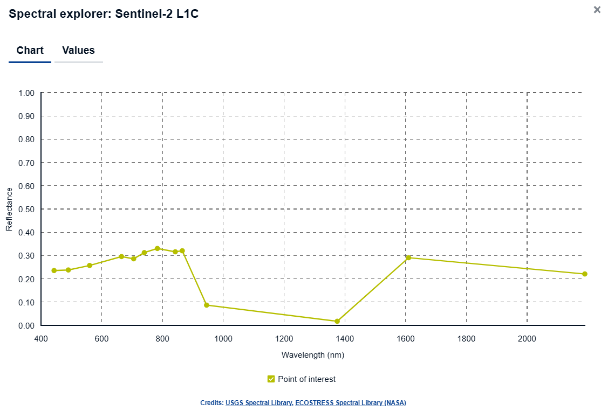 Spectral explorer: Sentinel-2 L1C
×
Chart Values
1.00
0.90
0.80
0.70
0.60
0.50
0.40
0.30
0.20
0.10
0.00
Reflectance
400 600 800 1000 1200 1400 1600 1800 2000
Wavelength (nm)
Point of interest
Credits: USGS Spectral Library, ECOSTRESS Spectral Library (NASA)